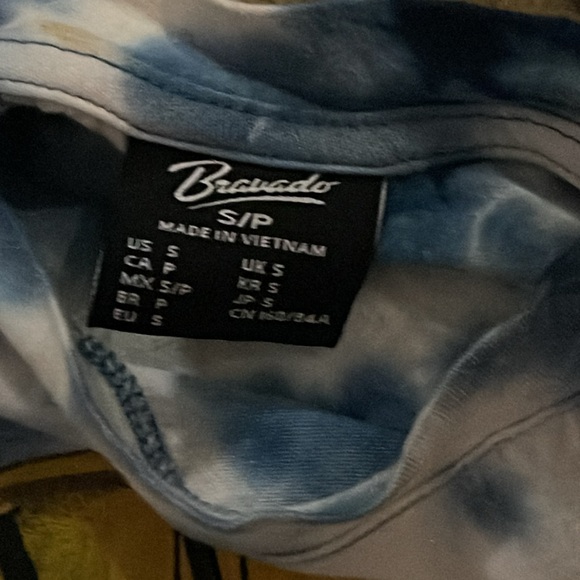 Bravado
S/P
MADE IN VIETNAM
US S
CA P UK S
MX S/P KR S
BR P JP S
EU S CN 160/84A